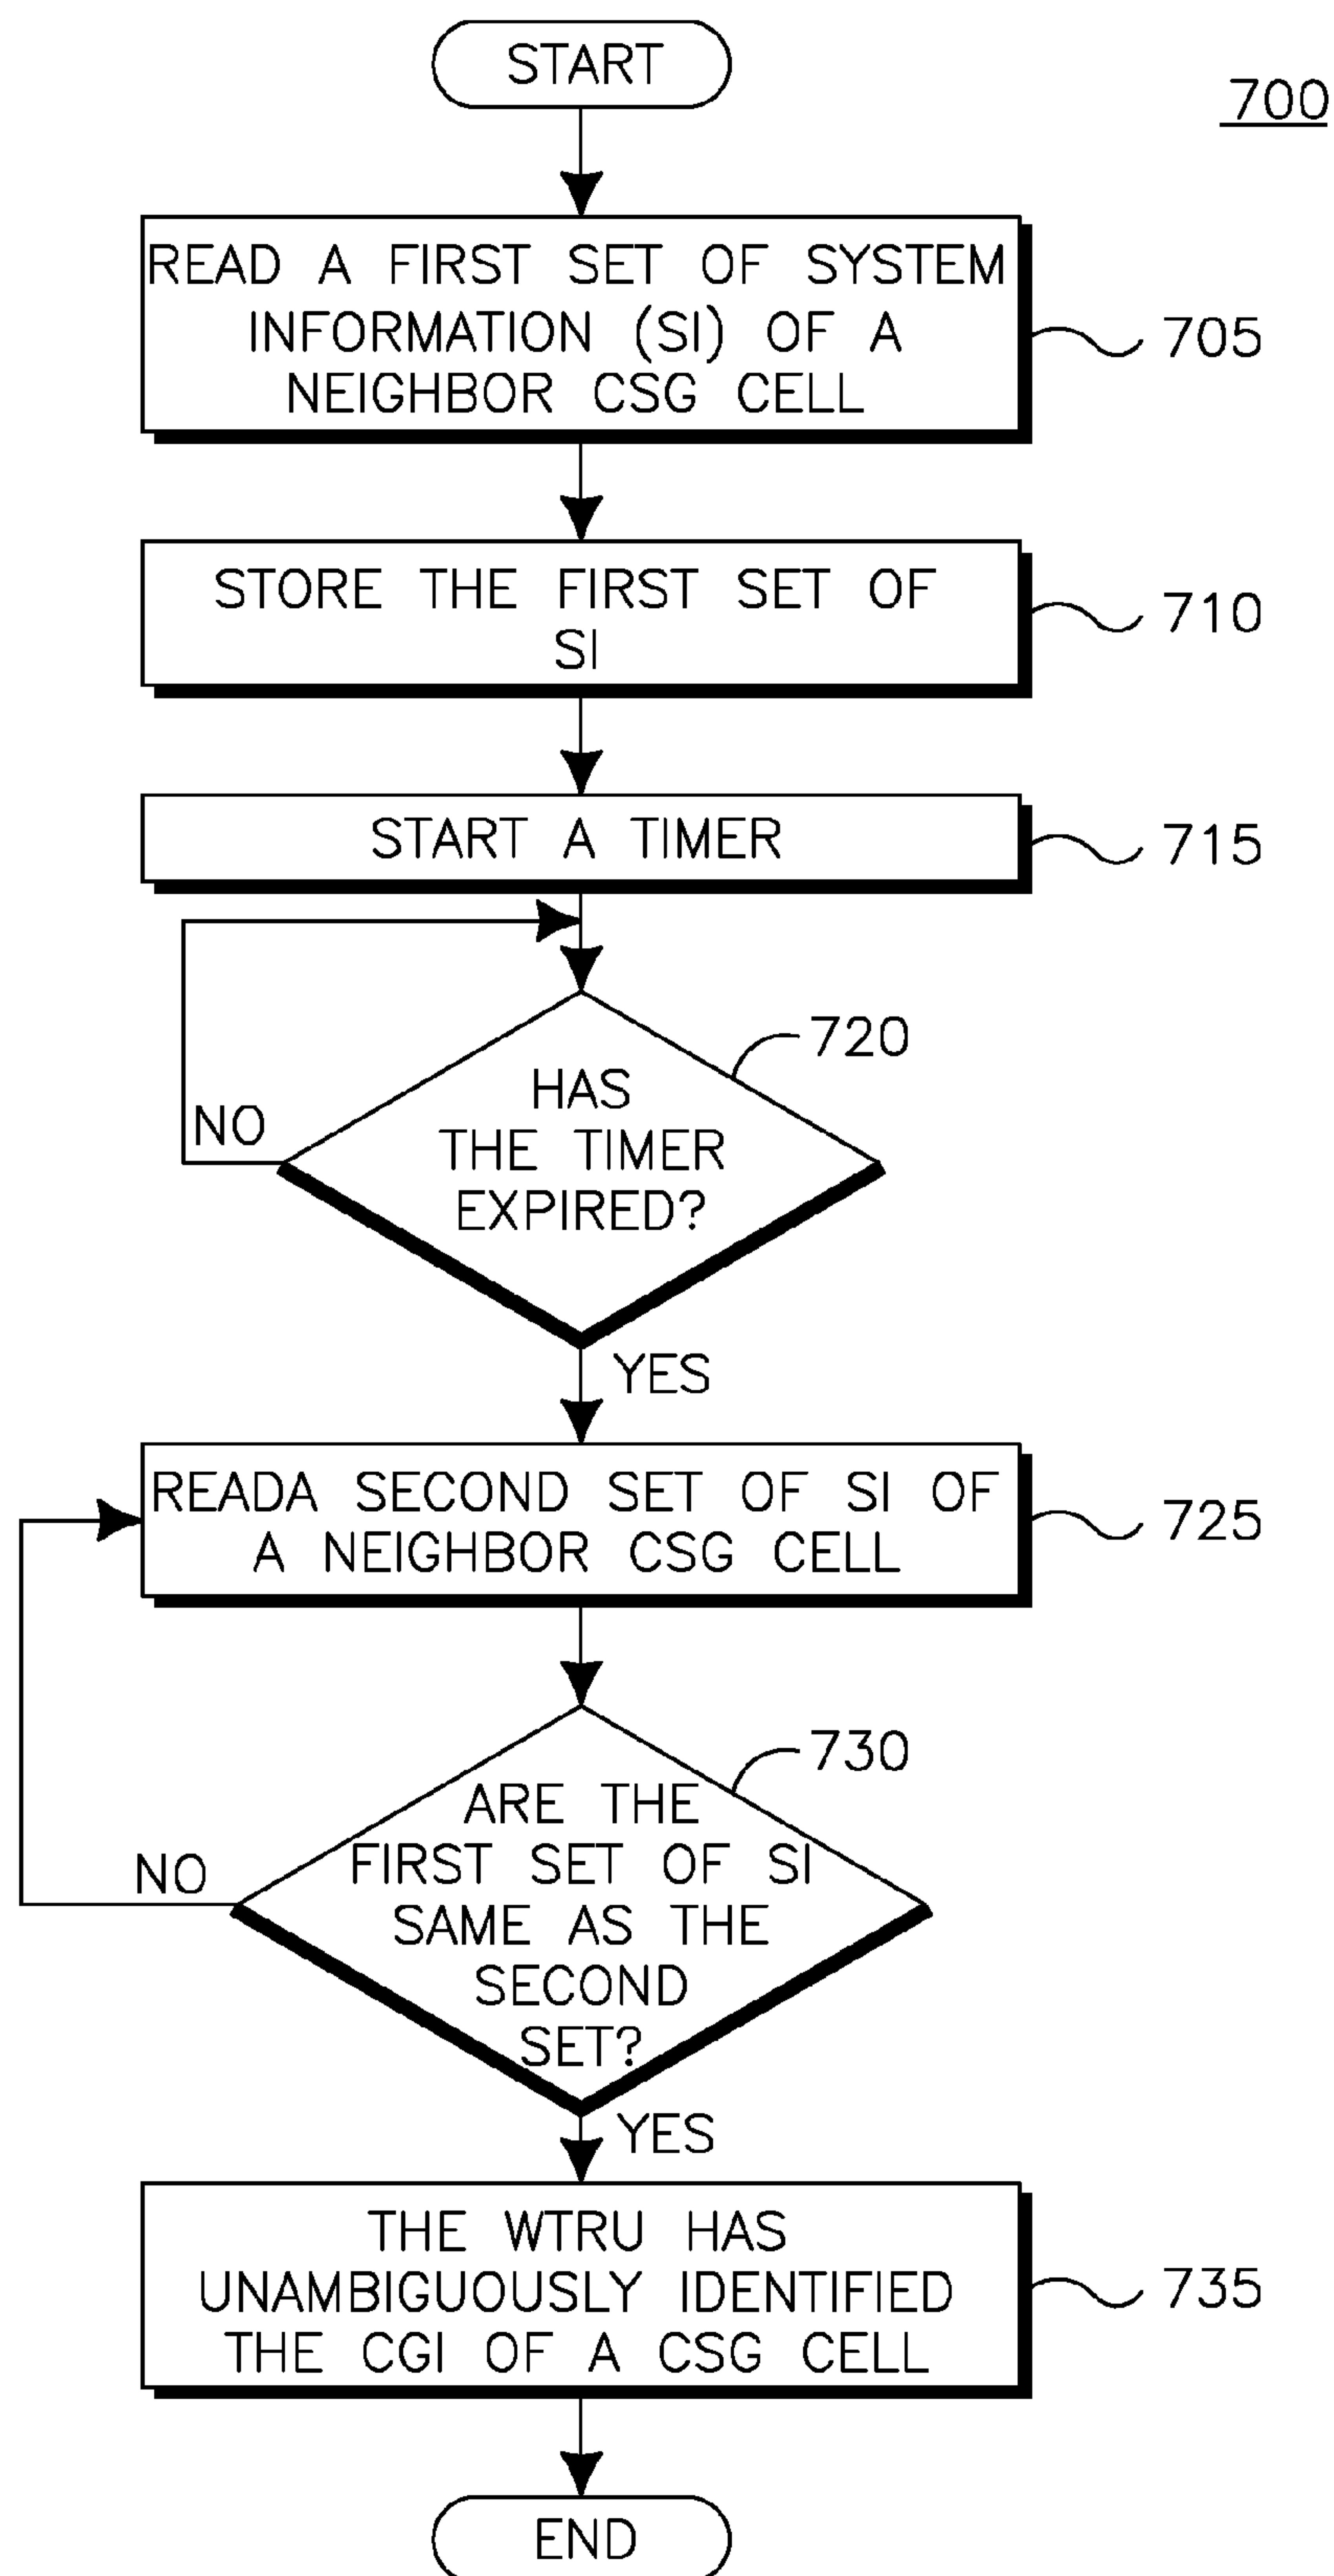 START
700
READ A FIRST SET OF SYSTEM
INFORMATION (SI) OF A
NEIGHBOR CSG CELL
705
STORE THE FIRST SET OF
SI
710
START A TIMER
715
720
HAS
THE TIMER
EXPIRED?
NO
YES
READA SECOND SET OF SI OF
A NEIGHBOR CSG CELL
725
730
ARE THE
FIRST SET OF SI
SAME AS THE
SECOND
SET?
NO
YES
THE WTRU HAS
UNAMBIGUOUSLY IDENTIFIED
THE CGI OF A CSG CELL
735
END